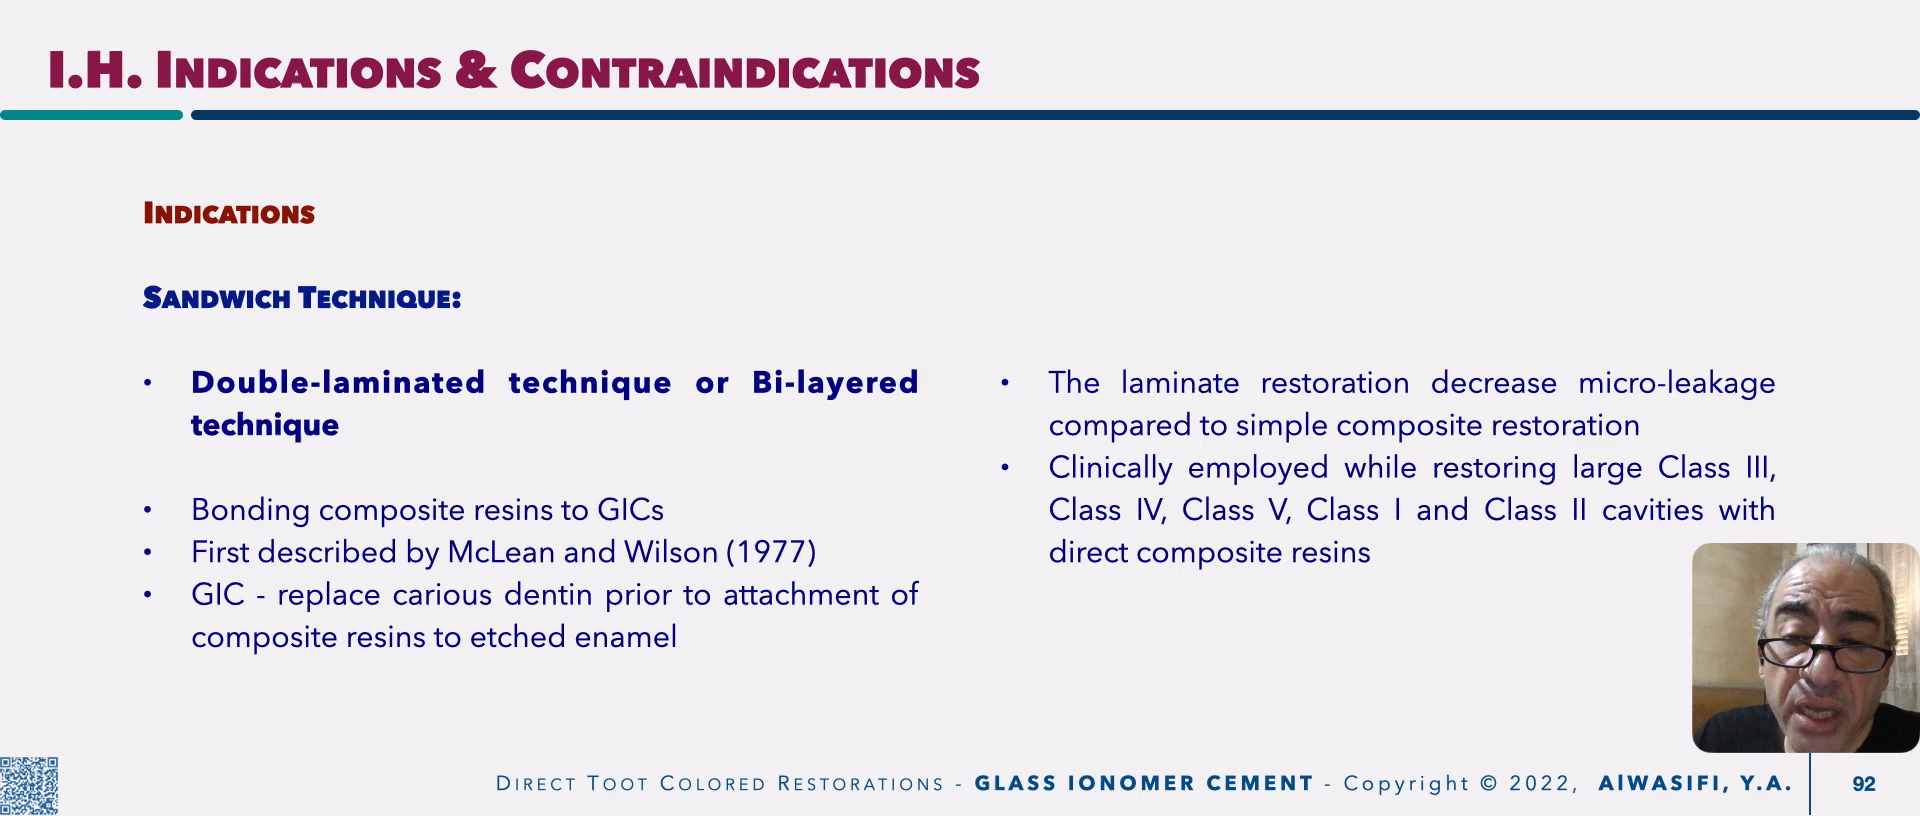 I.H. Indications & Contraindications
Indications
Sandwich Technique:
• Double-laminated technique or Bi-layered
technique
• Bonding composite resins to GICs
• First described by McLean and Wilson (1977)
• GIC - replace carious dentin prior to attachment of
composite resins to etched enamel
• The laminate restoration decrease micro-leakage
compared to simple composite restoration
• Clinically employed while restoring large Class III,
Class IV, Class V, Class I and Class II cavities with
direct composite resins
Direct Toot Colored Restorations - GLASS IONOMER CEMENT - Copyright © 2022, AlWASIFI, Y.A.
92